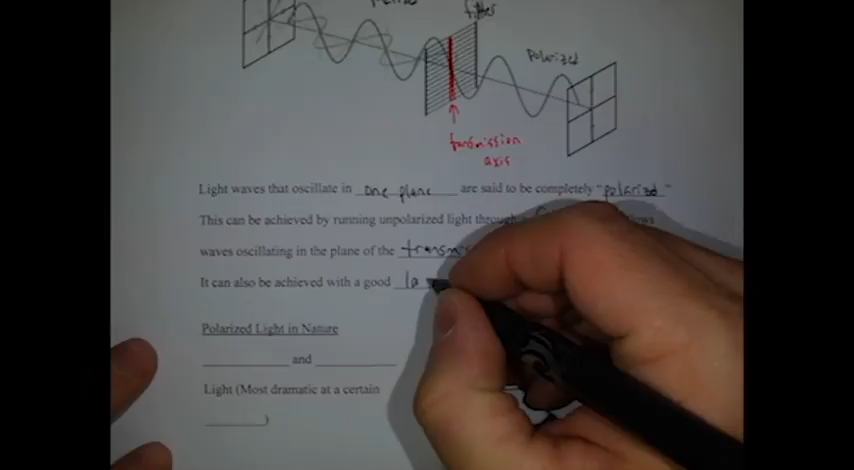 filter
Polarized
transmission
axis
Light waves that oscillate in one plane are said to be completely "polarized"
This can be achieved by running unpolarized light through
waves oscillating in the plane of the
It can also be achieved with a good
Polarized Light in Nature
and
Light (Most dramatic at a certain
)